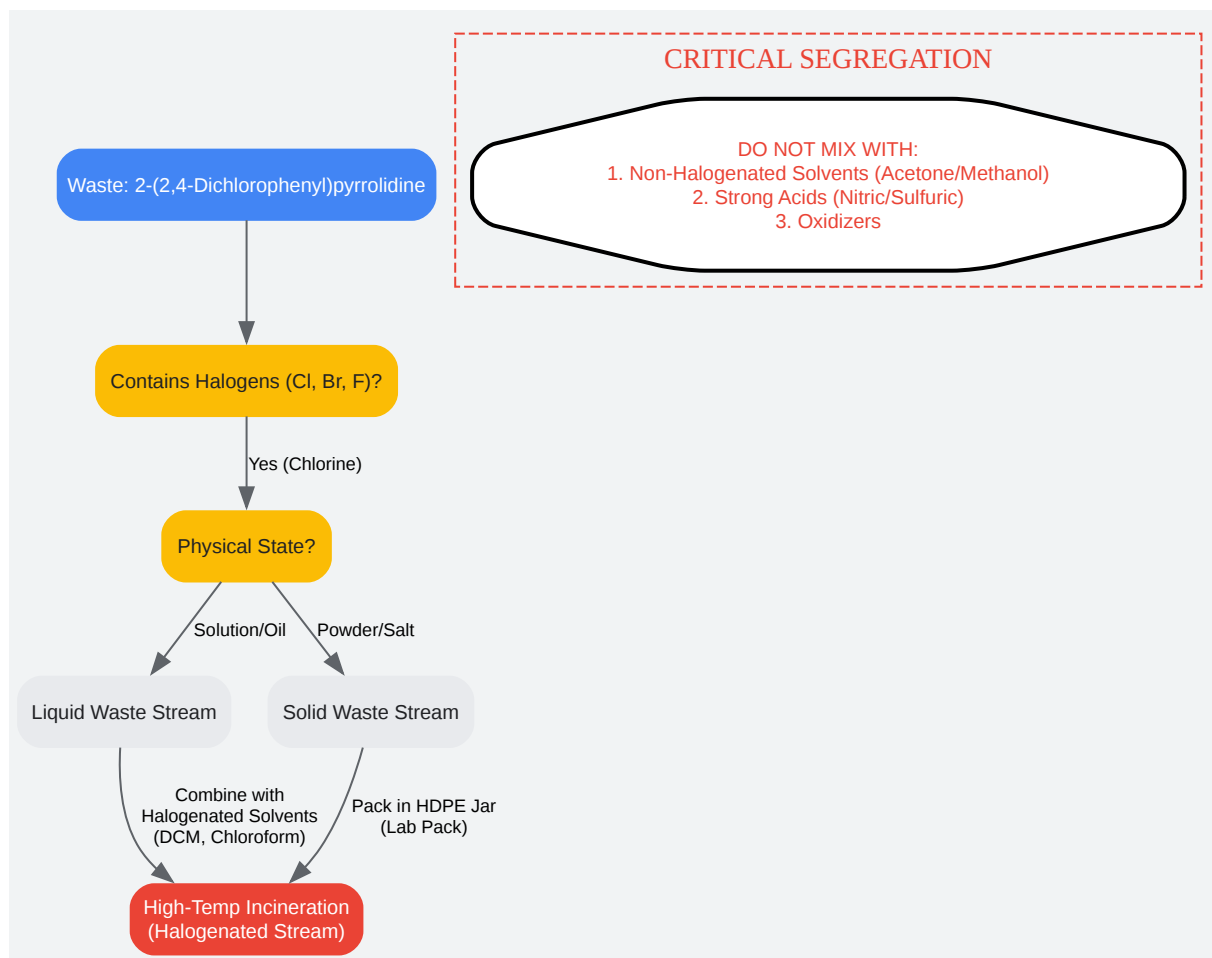 CRITICAL SEGREGATION
DO NOT MIX WITH:
1. Non-Halogenated Solvents (Acetone/Methanol)
2. Strong Acids (Nitric/Sulfuric)
3. Oxidizers
Waste: 2-(2,4-Dichlorophenyl)pyrrolidine
Contains Halogens (Cl, Br, F)?
Yes (Chlorine)
Physical State?
Solution/Oil
Powder/Salt
Liquid Waste Stream
Solid Waste Stream
Combine with
Halogenated Solvents
(DCM, Chloroform)
Pack in HDPE Jar
(Lab Pack)
High-Temp Incineration
(Halogenated Stream)